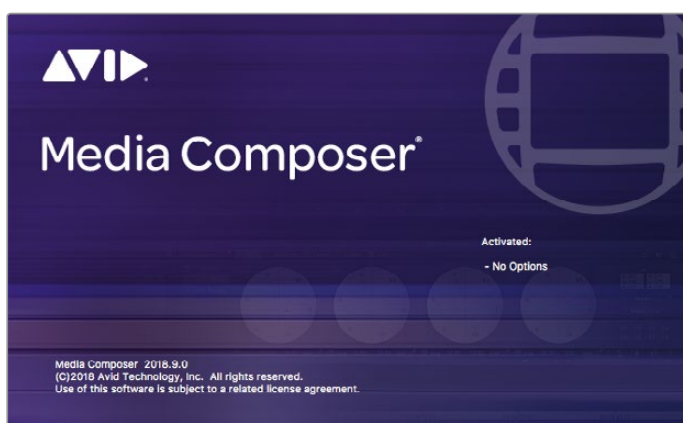 AVID
Media Composer®
Activated:
- No Options
Media Composer 2018.9.0
(C)2018 Avid Technology, Inc. All rights reserved.
Use of this software is subject to a related license agreement.